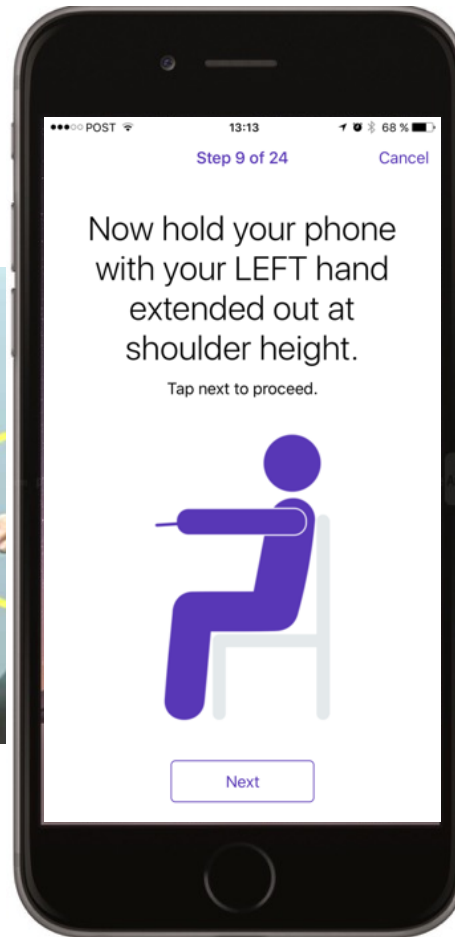 POST 13:13 68 %
Step 9 of 24 Cancel
Now hold your phone
with your LEFT hand
extended out at
shoulder height.
Tap next to proceed.
Next